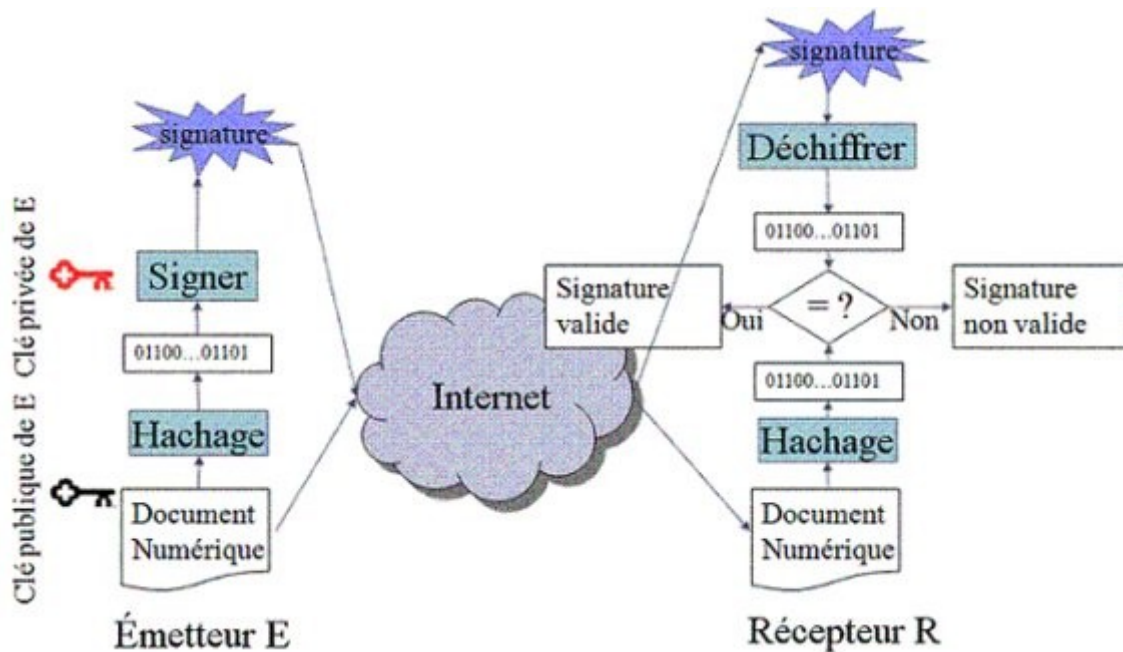 signature
Clé privée de E
Signer
01100...01101
Clé publique de E
Hachage
Document
Numérique
Émetteur E
Internet
signature
Déchiffrer
01100...01101
Signature
valide
Oui
= ?
Non
Signature
non valide
01100...01101
Hachage
Document
Numérique
Récepteur R